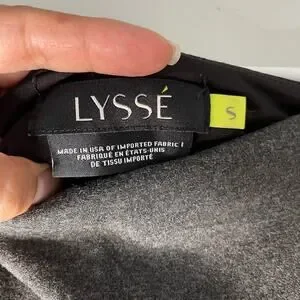 LYSSÉ
S
MADE IN USA OF IMPORTED FABRIC I
FABRIQUÉ EN ÉTATS-UNIS
DE TISSU IMPORTÉ